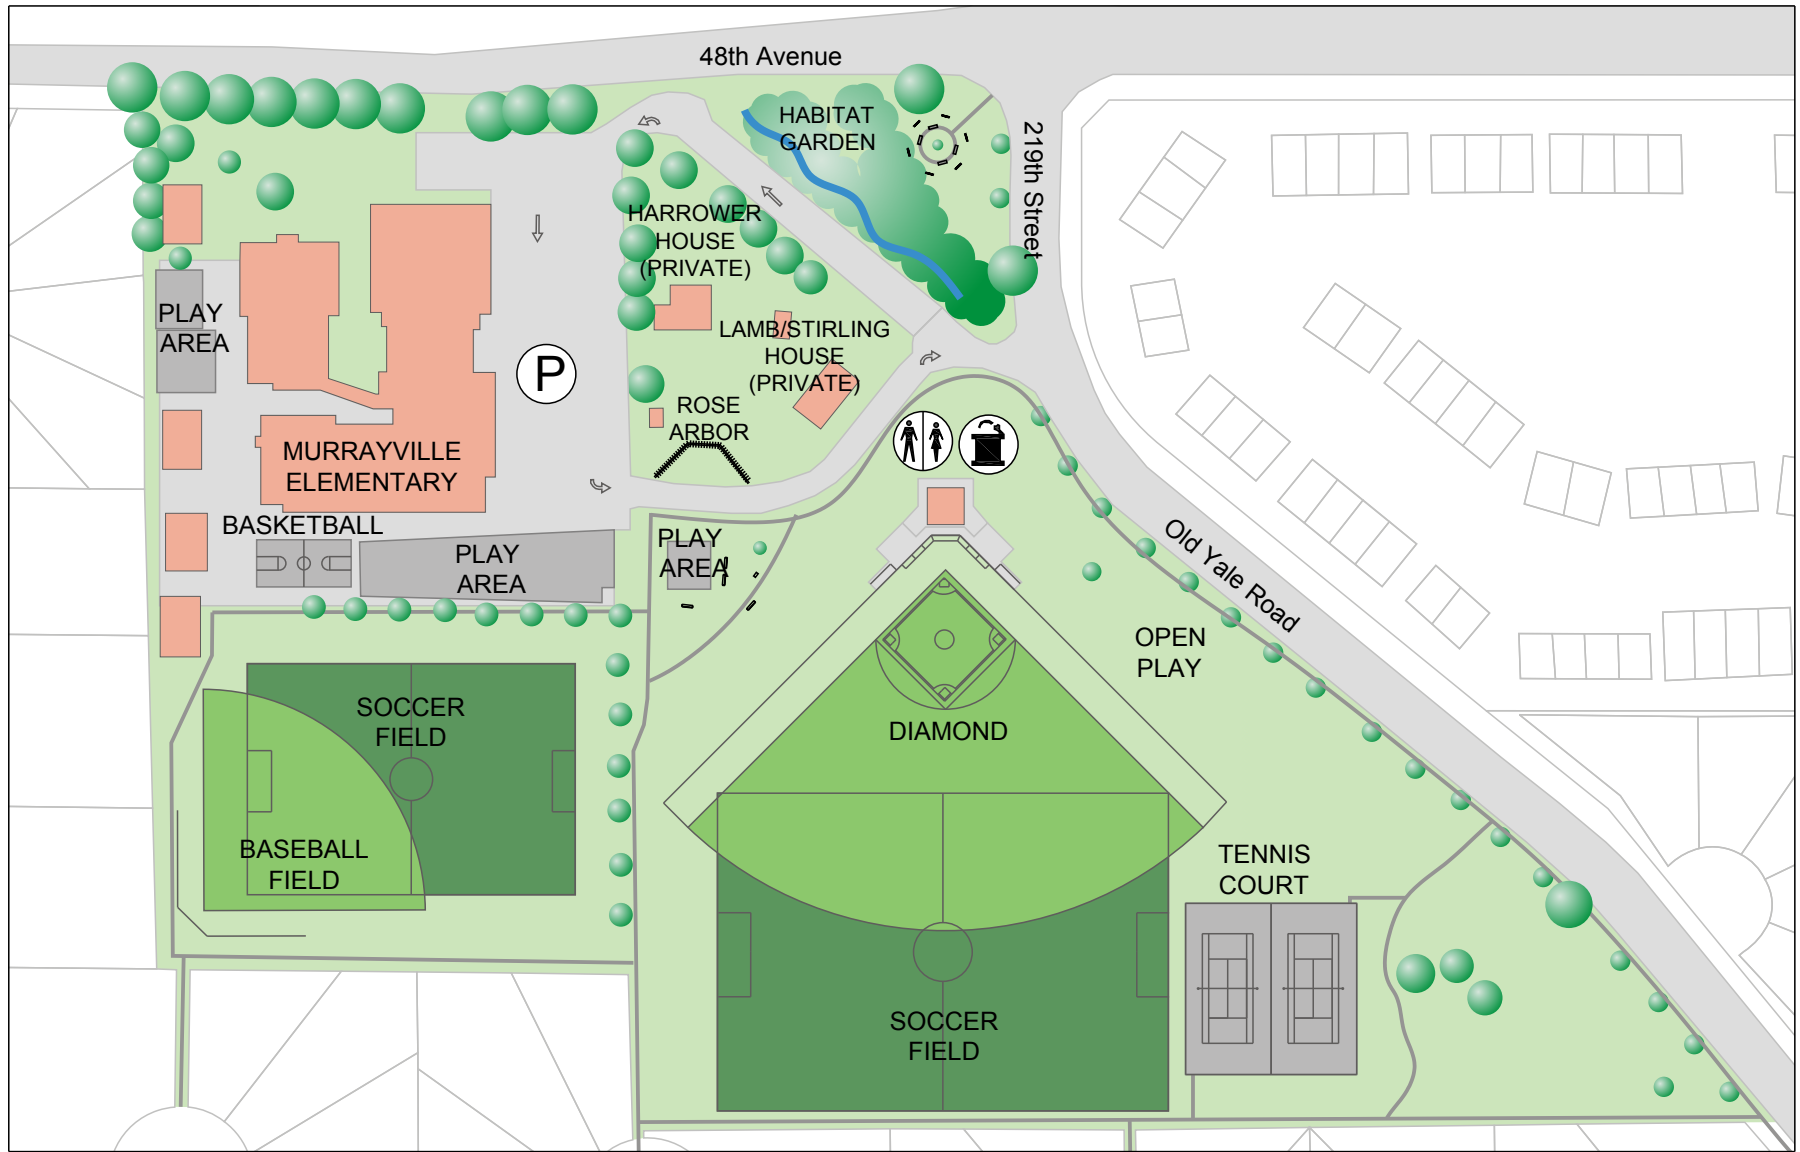 48th Avenue
HABITAT
GARDEN
219th Street
HARROWER
HOUSE
(PRIVATE)
PLAY
AREA
LAMB/STIRLING
HOUSE
(PRIVATE)
P
ROSE
ARBOR
MURRAYVILLE
ELEMENTARY
BASKETBALL
PLAY
AREA
PLAY
AREA
Old Yale Road
OPEN
PLAY
SOCCER
FIELD
DIAMOND
BASEBALL
FIELD
TENNIS
COURT
SOCCER
FIELD